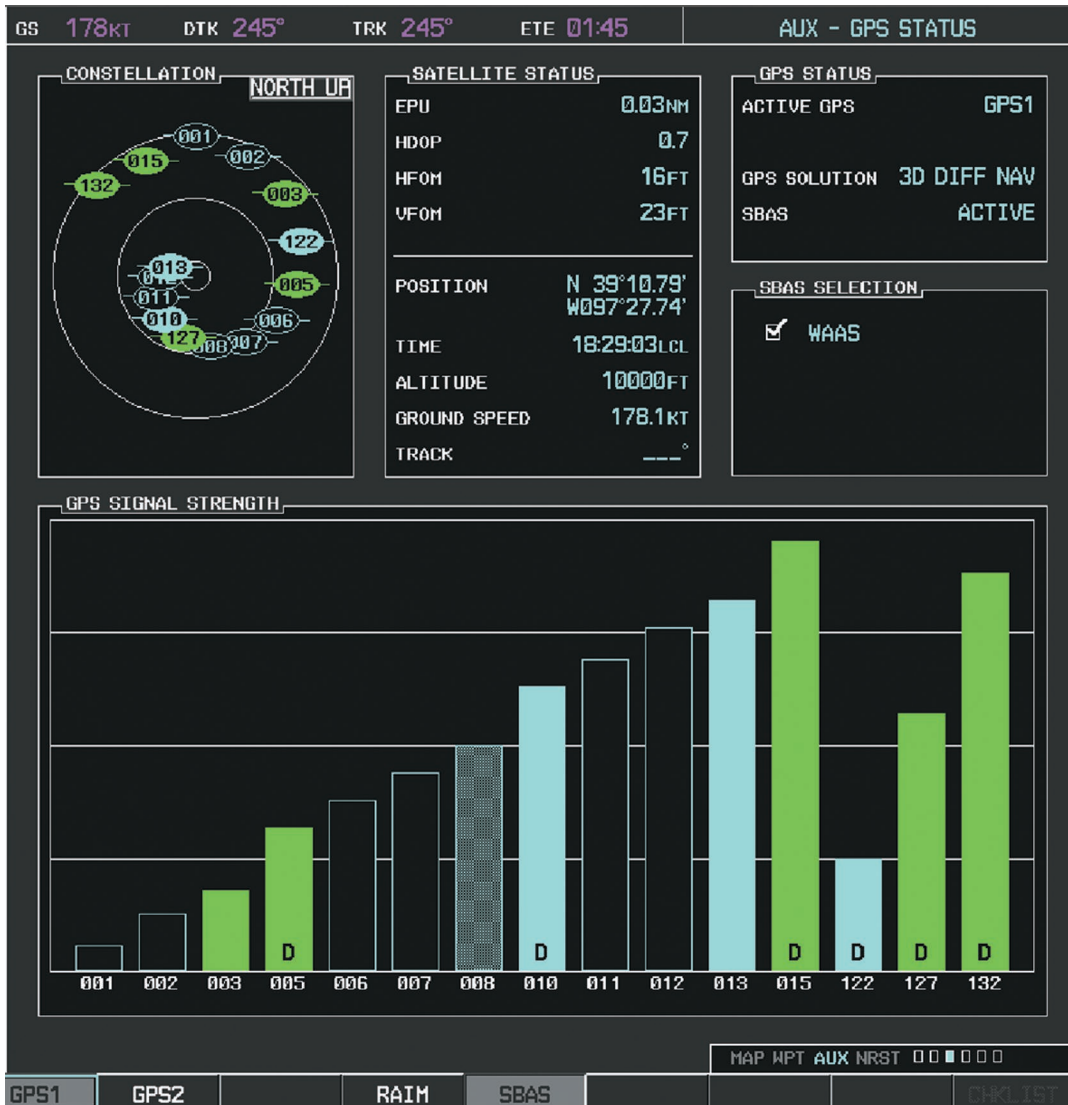 GS 178KT DTK 245° TRK 245° ETE 01:45 AUX - GPS STATUS
CONSTELLATION
NORTH UP
001
002
015
132
003
122
013
005
011
010
006
127
008
007
SATELLITE STATUS
EPU 0.03NM
HDOP 0.7
HFOM 16FT
VFOM 23FT
POSITION N 39°10.79'
W097°27.74'
TIME 18:29:03LCL
ALTITUDE 10000FT
GROUND SPEED 178.1KT
TRACK ___°
GPS STATUS
ACTIVE GPS GPS1
GPS SOLUTION 3D DIFF NAV
SBAS ACTIVE
SBAS SELECTION
WAAS
GPS SIGNAL STRENGTH
D D D D D D
001 002 003 005 006 007 008 010 011 012 013 015 122 127 132
MAP WPT AUX NRST
GPS1 GPS2 RAIM SBAS CHKLIST